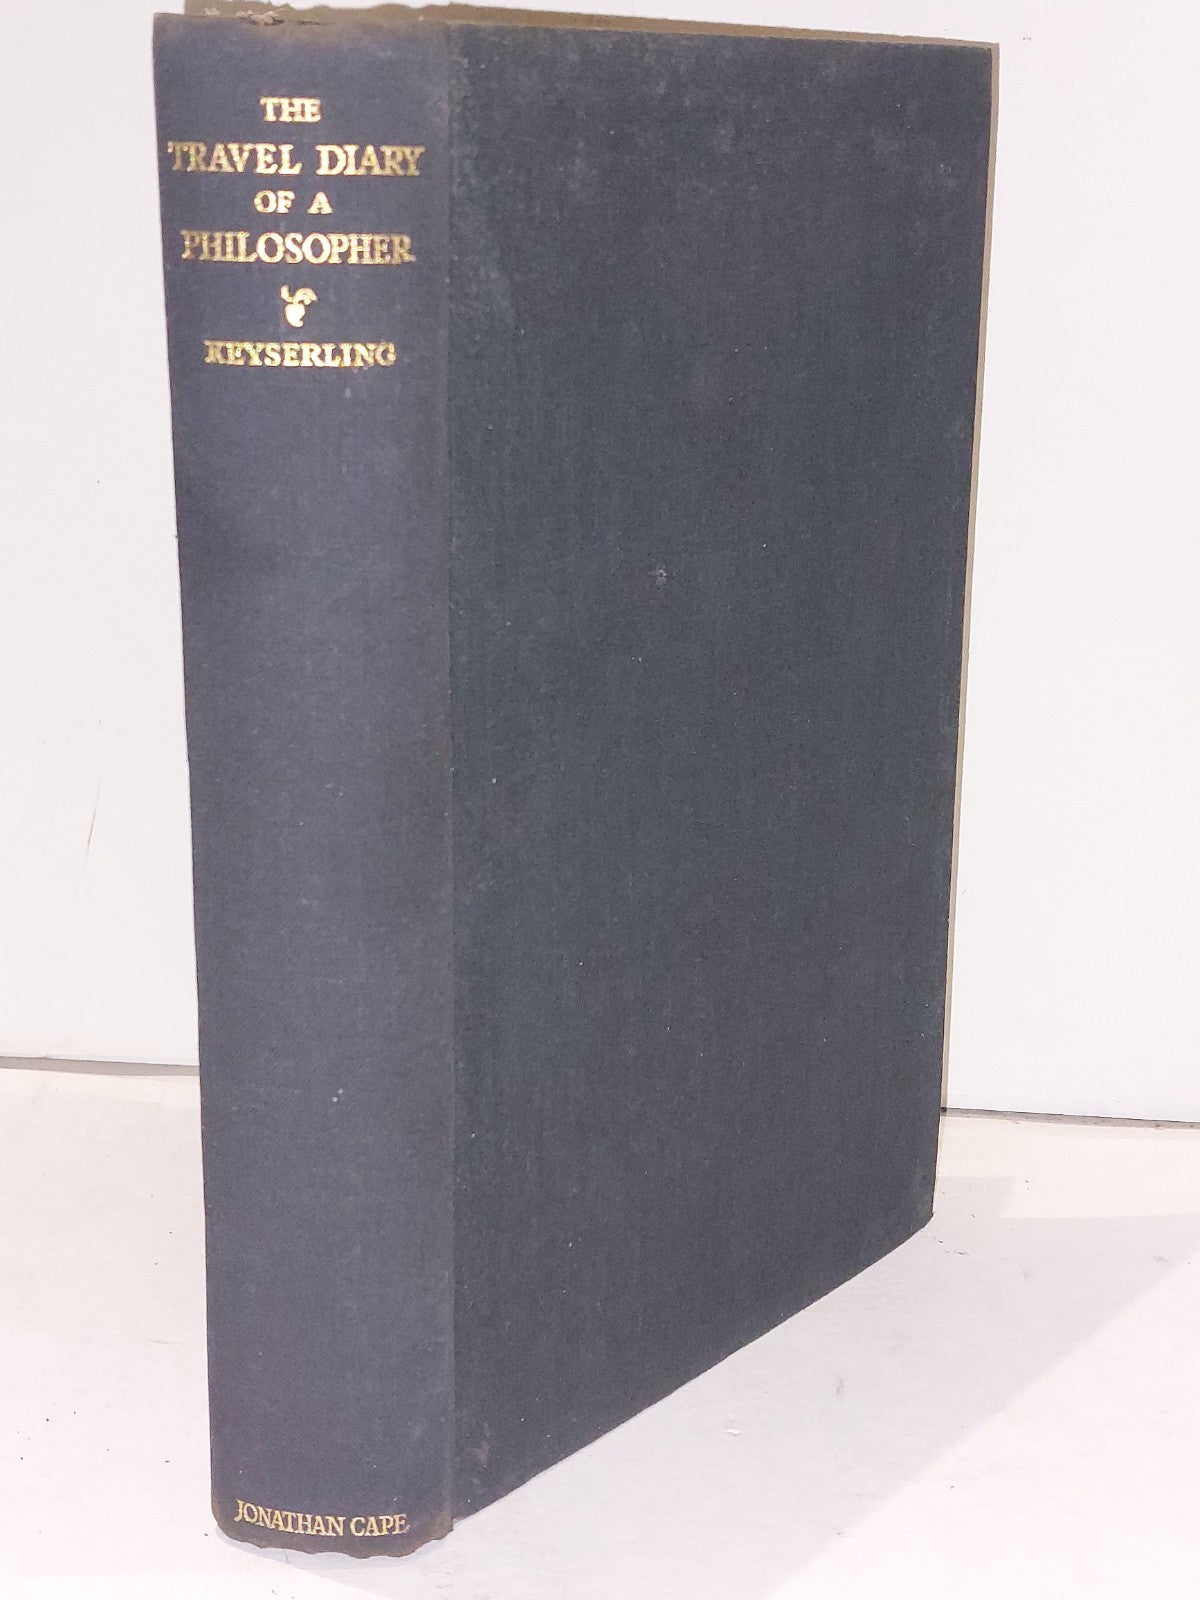 THE
TRAVEL DIARY
OF A
PHILOSOPHER
KEYSERLING
JONATHAN CAPE